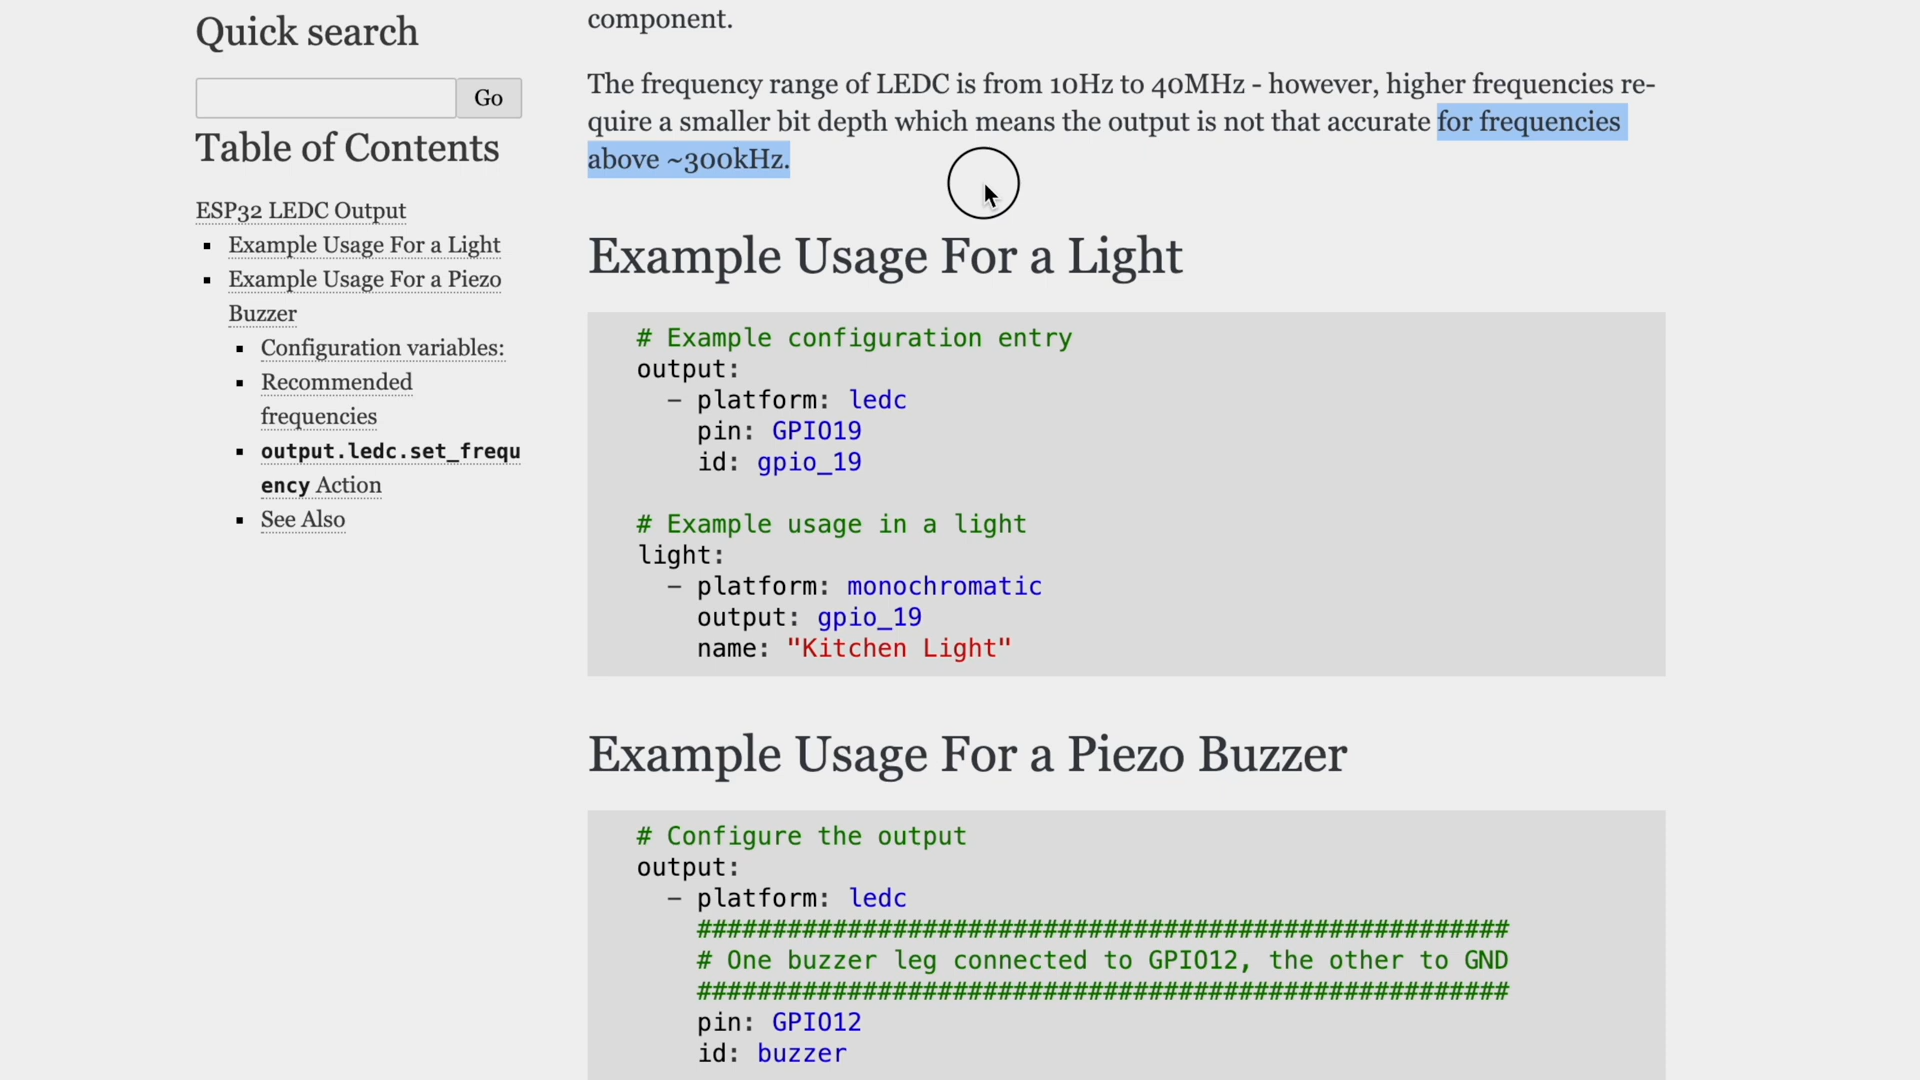 Quick search
Go
Table of Contents
ESP32 LEDC Output
Example Usage For a Light
Example Usage For a Piezo
Buzzer
Configuration variables:
Recommended
frequencies
output.ledc.set_frequ
ency Action
See Also
component.
The frequency range of LEDC is from 10Hz to 40MHz - however, higher frequencies re-
quire a smaller bit depth which means the output is not that accurate for frequencies
above ~300kHz.
Example Usage For a Light
# Example configuration entry
output:
  - platform: ledc
    pin: GPIO19
    id: gpio_19
# Example usage in a light
light:
  - platform: monochromatic
    output: gpio_19
    name: "Kitchen Light"
Example Usage For a Piezo Buzzer
# Configure the output
output:
  - platform: ledc
    ######################################################
    # One buzzer leg connected to GPIO12, the other to GND
    ######################################################
    pin: GPIO12
    id: buzzer